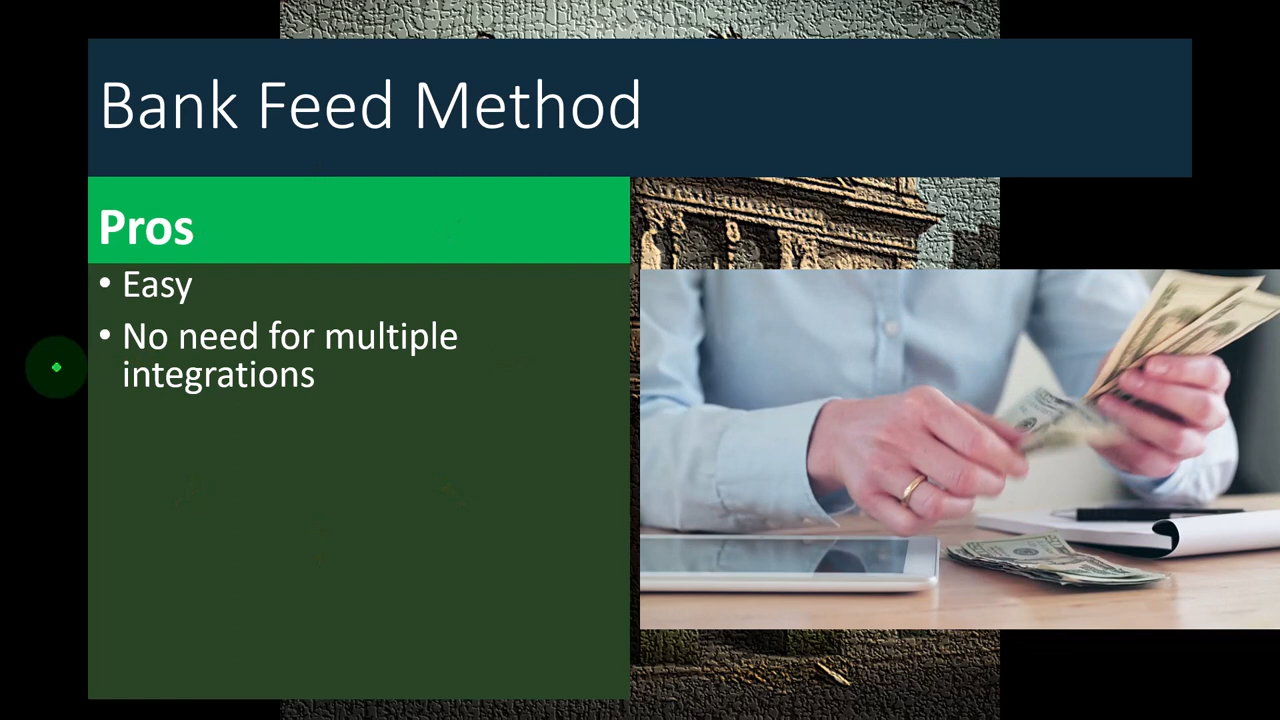 Bank Feed Method
Pros
• Easy
• No need for multiple
integrations